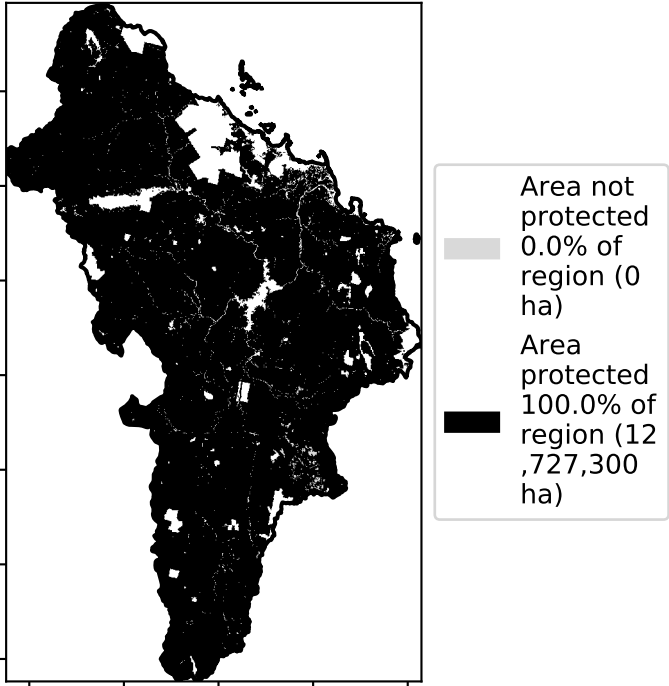 Area not
protected
0.0% of
region (0
ha)
Area
protected
100.0% of
region (12
,727,300
ha)